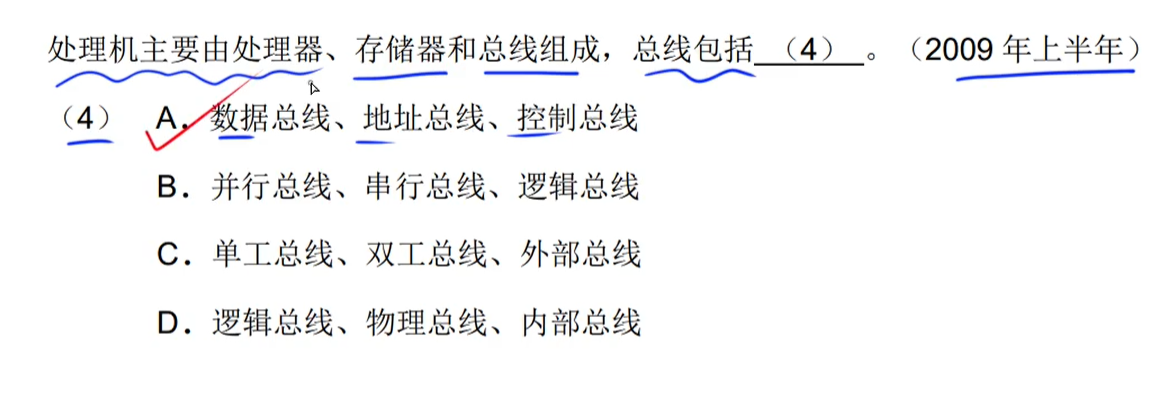 处理机主要由处理器、存储器和总线组成，总线包括__（4）__。（2009 年上半年）
（4） A．数据总线、地址总线、控制总线
B．并行总线、串行总线、逻辑总线
C．单工总线、双工总线、外部总线
D．逻辑总线、物理总线、内部总线